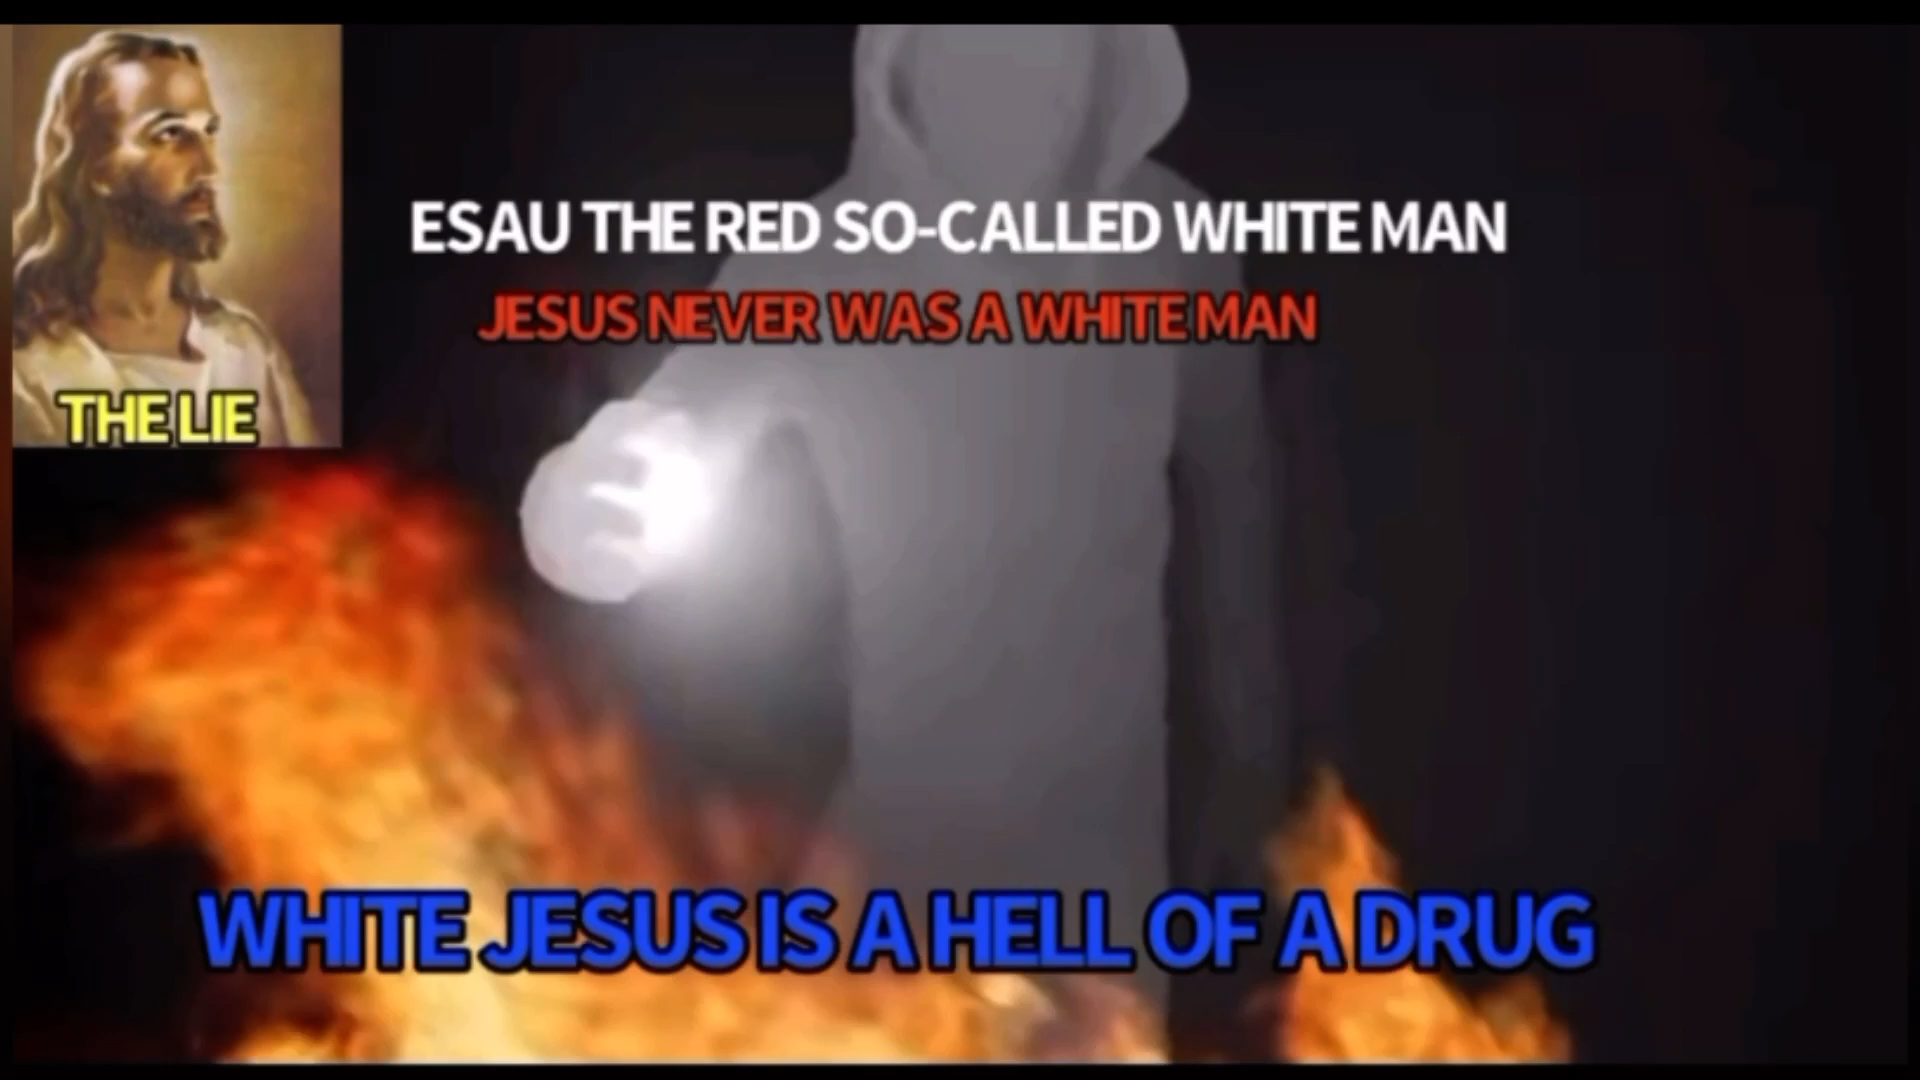 ESAU THE RED SO-CALLED WHITE MAN
JESUS NEVER WAS A WHITE MAN
THE LIE
WHITE JESUS IS A HELL OF A DRUG